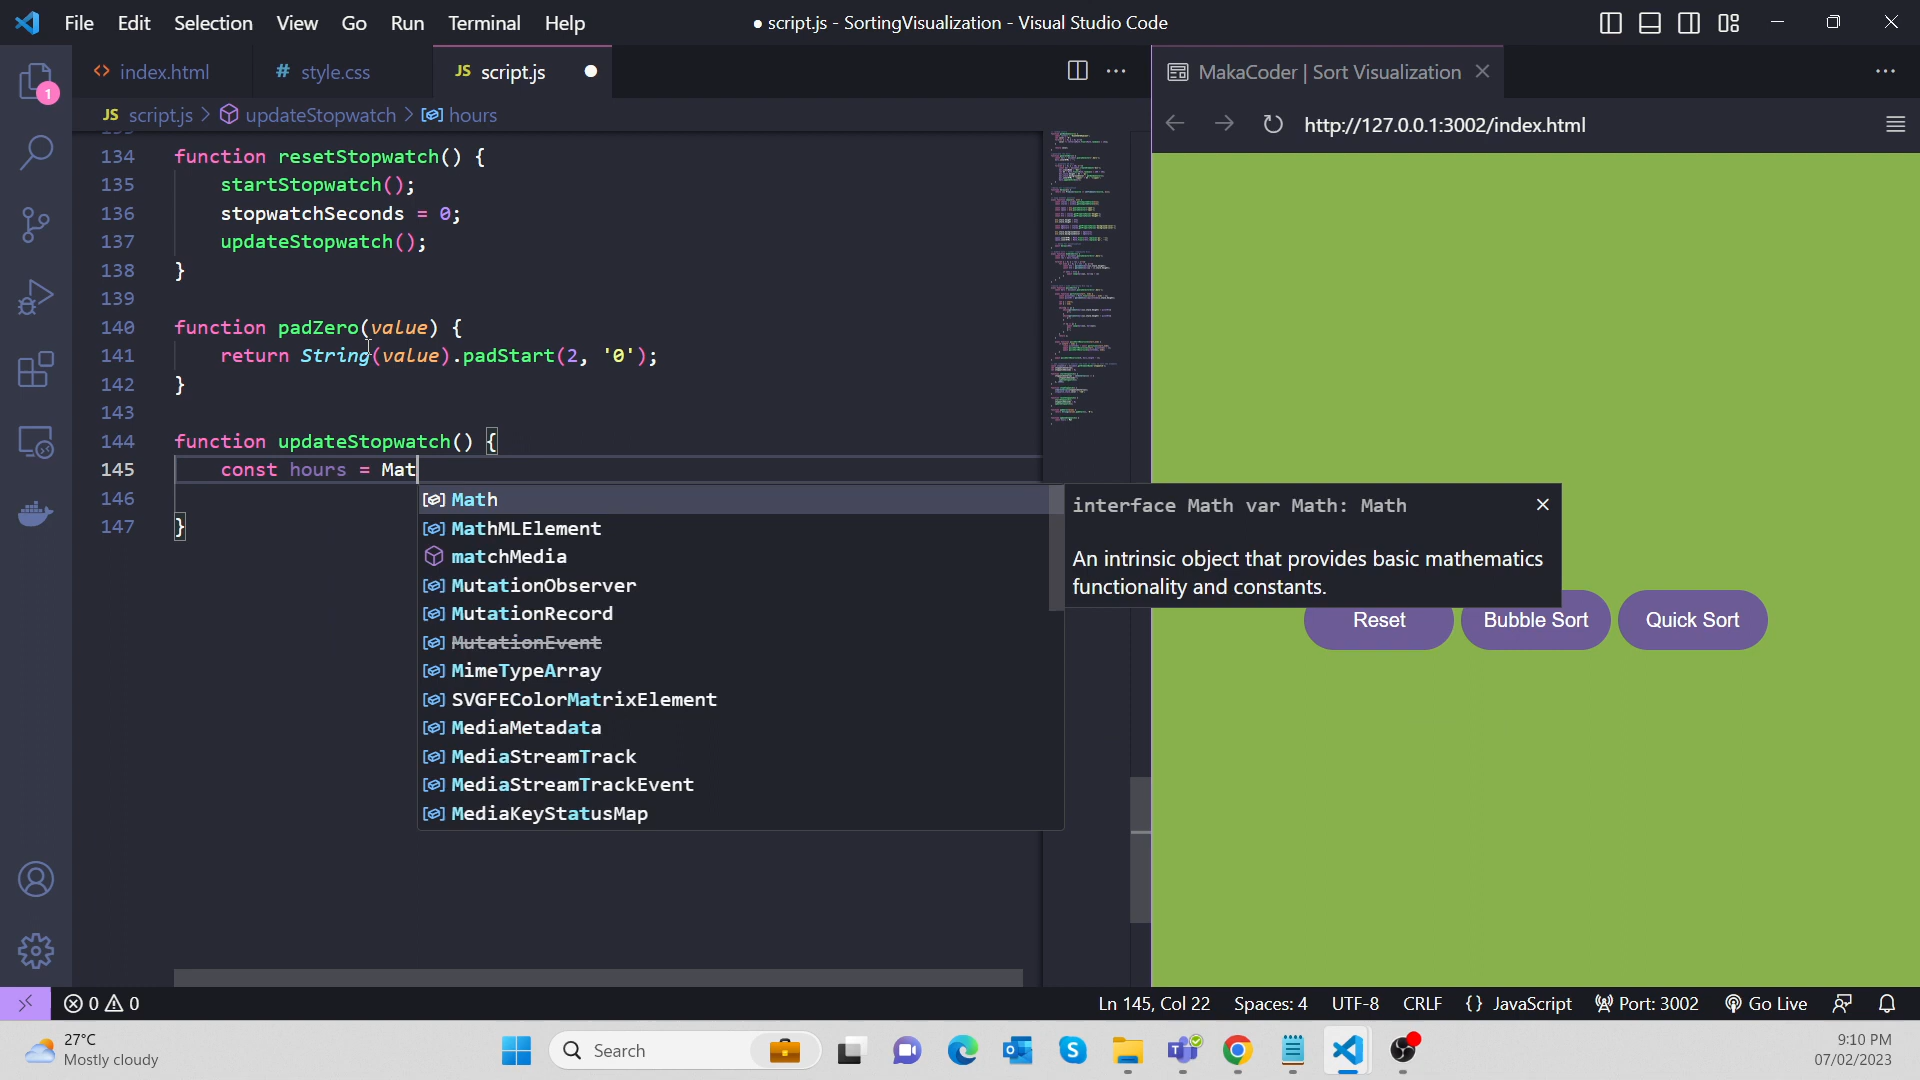 File Edit Selection View Go Run Terminal Help
● script.js - SortingVisualization - Visual Studio Code
index.html
# style.css
JS script.js
MakaCoder | Sort Visualization
JS script.js > updateStopwatch > hours
http://127.0.0.1:3002/index.html
1
134 function resetStopwatch() {
135 startStopwatch();
136 stopwatchSeconds = 0;
137 updateStopwatch();
138 }
139
140 function padZero(value) {
141 return String(value).padStart(2, '0');
142 }
143
144 function updateStopwatch() {
145 const hours = Mat
146
147 }
Math
MathMLElement
matchMedia
MutationObserver
MutationRecord
MutationEvent
MimeTypeArray
SVGFEColorMatrixElement
MediaMetadata
MediaStreamTrack
MediaStreamTrackEvent
MediaKeyStatusMap
interface Math var Math: Math
An intrinsic object that provides basic mathematics
functionality and constants.
Reset
Bubble Sort
Quick Sort
0 0
Ln 145, Col 22
Spaces: 4
UTF-8
CRLF
{} JavaScript
Port: 3002
Go Live
27°C
Mostly cloudy
Search
9:10 PM
07/02/2023